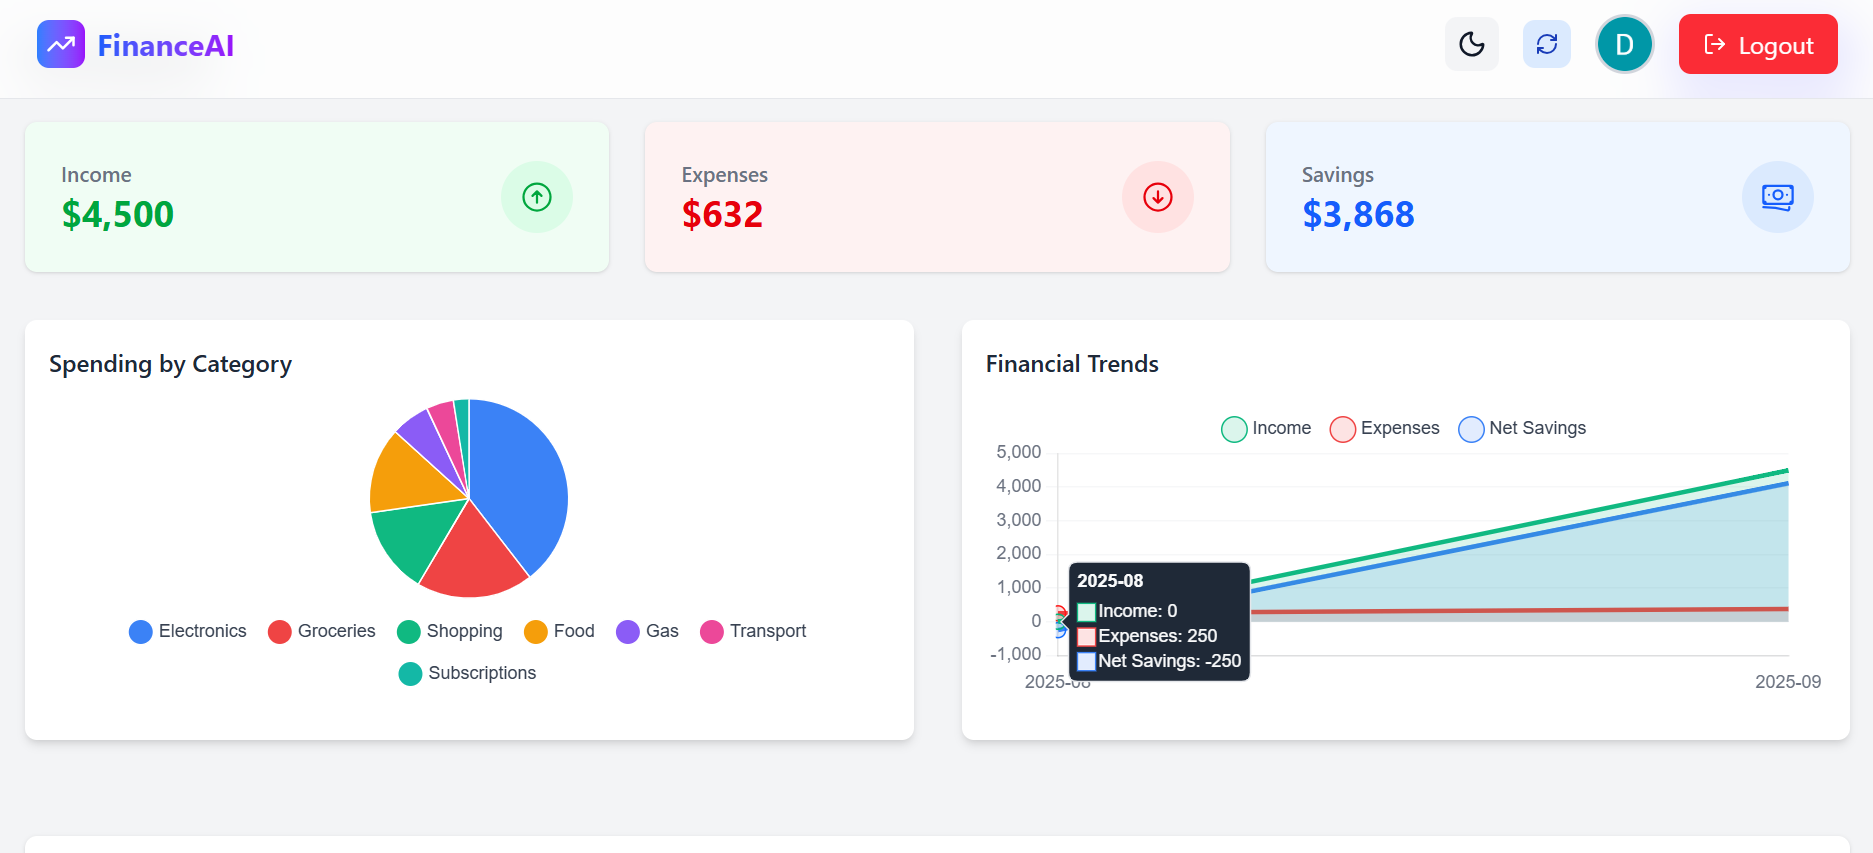 FinanceAI
D
Logout
Income
$4,500
Expenses
$632
Savings
$3,868
Spending by Category
Electronics
Groceries
Shopping
Food
Gas
Transport
Subscriptions
Financial Trends
Income
Expenses
Net Savings
5,000
4,000
3,000
2,000
1,000
0
-1,000
2025-08
Income: 0
Expenses: 250
Net Savings: -250
2025-08
2025-09